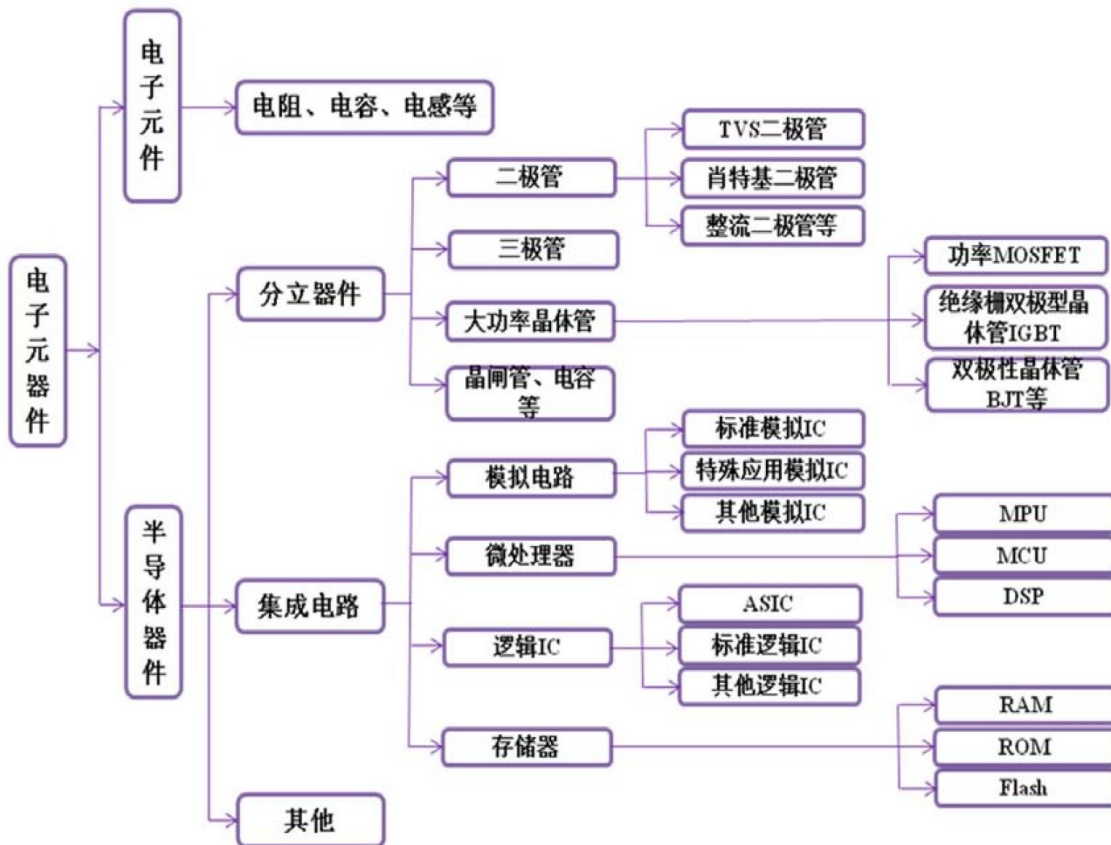 电子元器件
电子元件
电阻、电容、电感等
半导体器件
分立器件
二极管
TVS二极管
肖特基二极管
整流二极管等
三极管
大功率晶体管
功率MOSFET
绝缘栅双极型晶
体管IGBT
双极性晶体管
BJT等
晶闸管、电容
等
集成电路
模拟电路
标准模拟IC
特殊应用模拟IC
其他模拟IC
微处理器
MPU
MCU
DSP
逻辑IC
ASIC
标准逻辑IC
其他逻辑IC
存储器
RAM
ROM
Flash
其他